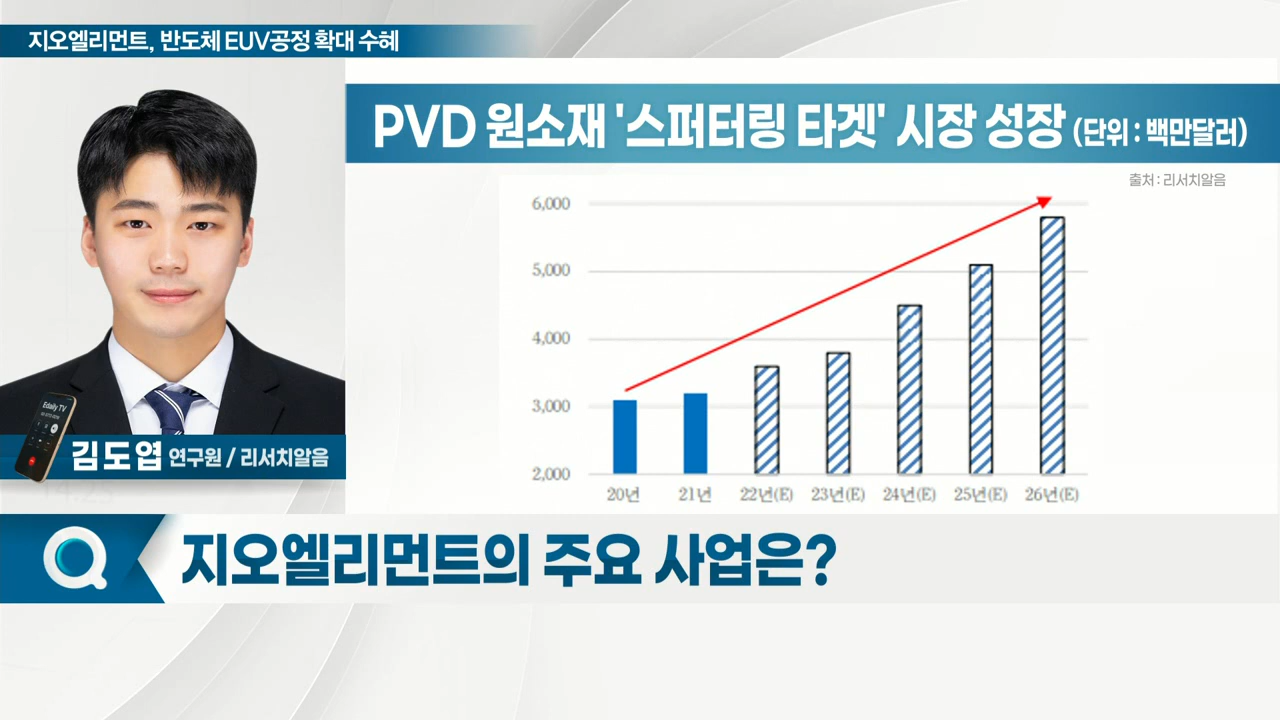 지오엘리먼트, 반도체 EUV공정 확대 수혜
PVD 원소재 '스퍼터링 타겟' 시장 성장 (단위 : 백만달러)
출처 : 리서치알음
6,000
5,000
4,000
3,000
2,000
20년 21년 22년(E) 23년(E) 24년(E) 25년(E) 26년(E)
Edaily TV
김도엽 연구원 / 리서치알음
지오엘리먼트의 주요 사업은?